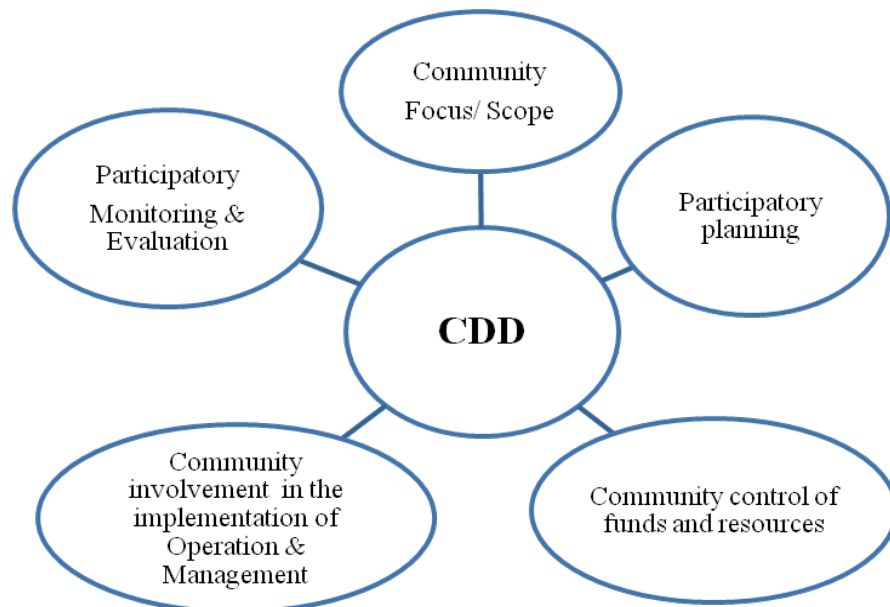 Community
Focus/ Scope
Participatory
Monitoring &
Evaluation
Participatory
planning
CDD
Community
involvement in the
implementation of
Operation &
Management
Community control of
funds and resources